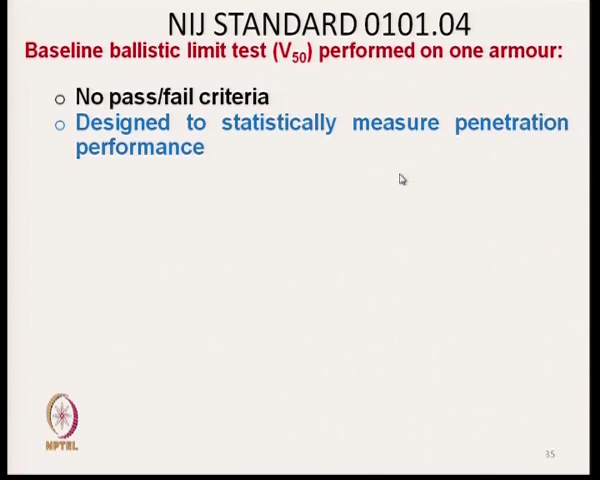 NIJ STANDARD 0101.04
Baseline ballistic limit test (V50) performed on one armour:
o No pass/fail criteria
o Designed to statistically measure penetration
performance
NPTEL
35